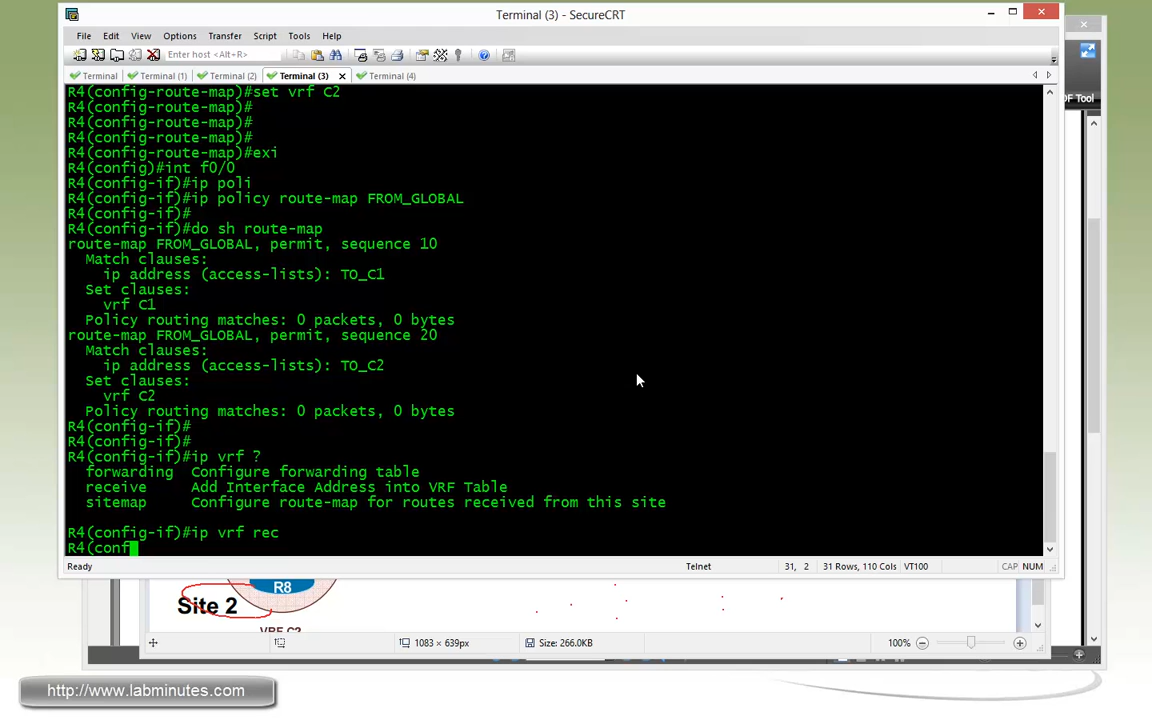 Terminal (3) - SecureCRT
File Edit View Options Transfer Script Tools Help
Enter host <Alt+R>
Terminal Terminal (1) Terminal (2) Terminal (3) Terminal (4)
DF Tool
R4(config-route-map)#set vrf C2
R4(config-route-map)#
R4(config-route-map)#
R4(config-route-map)#
R4(config-route-map)#exi
R4(config)#int f0/0
R4(config-if)#ip poli
R4(config-if)#ip policy route-map FROM_GLOBAL
R4(config-if)#
R4(config-if)#do sh route-map
route-map FROM_GLOBAL, permit, sequence 10
Match clauses:
ip address (access-lists): TO_C1
Set clauses:
vrf C1
Policy routing matches: 0 packets, 0 bytes
route-map FROM_GLOBAL, permit, sequence 20
Match clauses:
ip address (access-lists): TO_C2
Set clauses:
vrf C2
Policy routing matches: 0 packets, 0 bytes
R4(config-if)#
R4(config-if)#
R4(config-if)#ip vrf ?
forwarding Configure forwarding table
receive Add Interface Address into VRF Table
sitemap Configure route-map for routes received from this site
R4(config-if)#ip vrf rec
R4(conf
Ready Telnet 31, 2 31 Rows, 110 Cols VT100 CAP NUM
R8
Site 2
VRF C2
1083 × 639px Size: 266.0KB 100%
http://www.labminutes.com